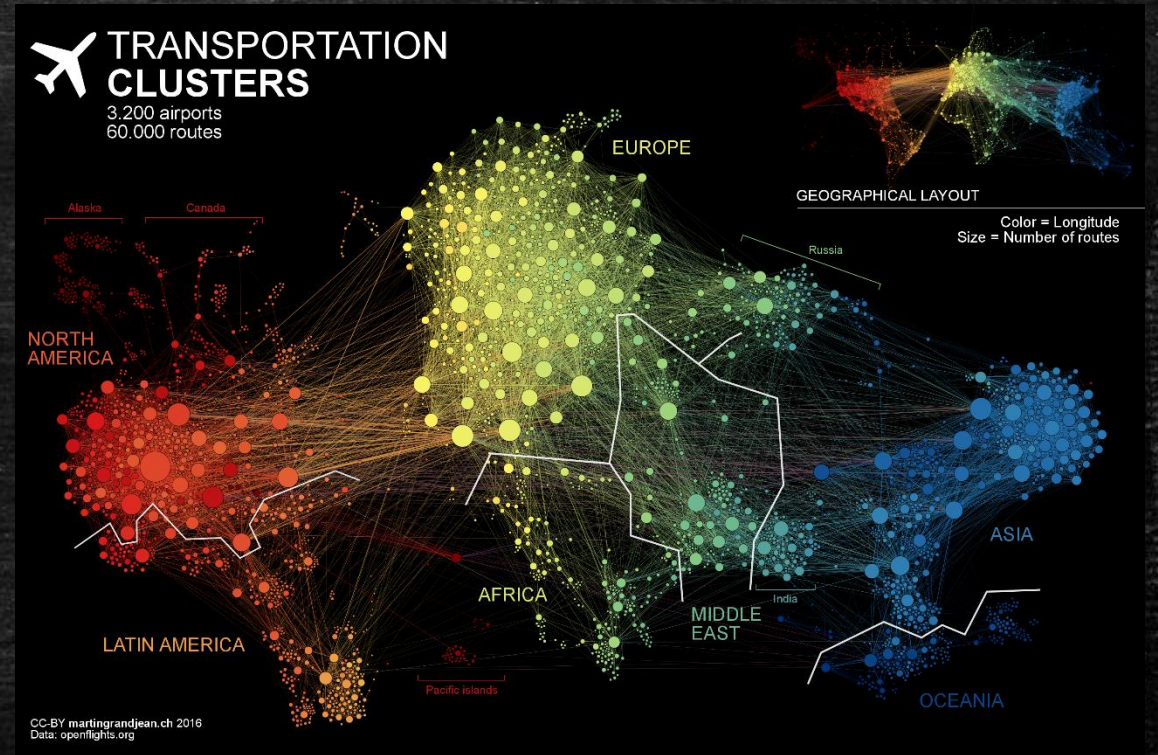 TRANSPORTATION
CLUSTERS
3.200 airports
60.000 routes
EUROPE
GEOGRAPHICAL LAYOUT
Color = Longitude
Size = Number of routes
Alaska
Canada
Russia
NORTH
AMERICA
ASIA
AFRICA
India
MIDDLE
EAST
LATIN AMERICA
Pacific islands
OCEANIA
CC-BY martingrandjean.ch 2016
Data: openflights.org